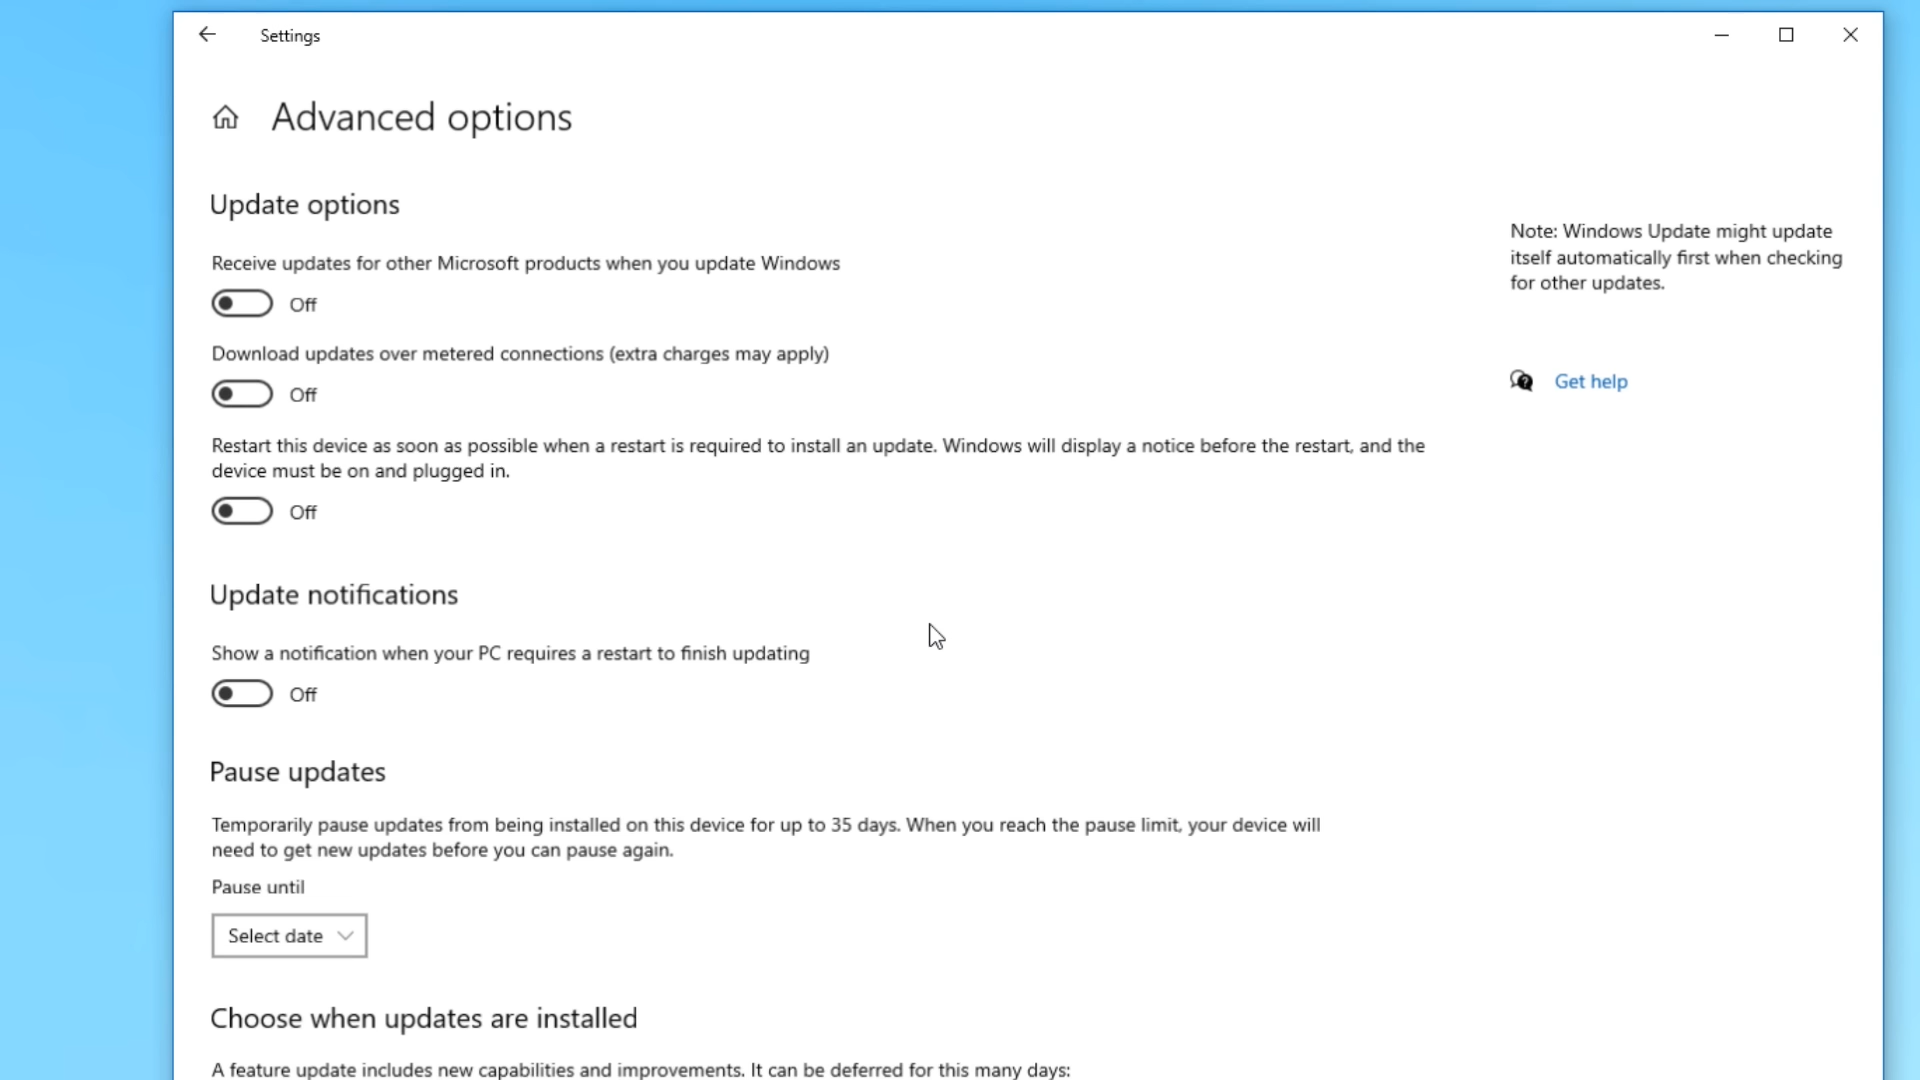 Settings
Advanced options
Update options
Receive updates for other Microsoft products when you update Windows
Off
Download updates over metered connections (extra charges may apply)
Off
Restart this device as soon as possible when a restart is required to install an update. Windows will display a notice before the restart, and the
device must be on and plugged in.
Off
Update notifications
Show a notification when your PC requires a restart to finish updating
Off
Pause updates
Temporarily pause updates from being installed on this device for up to 35 days. When you reach the pause limit, your device will
need to get new updates before you can pause again.
Pause until
Select date
Choose when updates are installed
A feature update includes new capabilities and improvements. It can be deferred for this many days:
Note: Windows Update might update
itself automatically first when checking
for other updates.
Get help